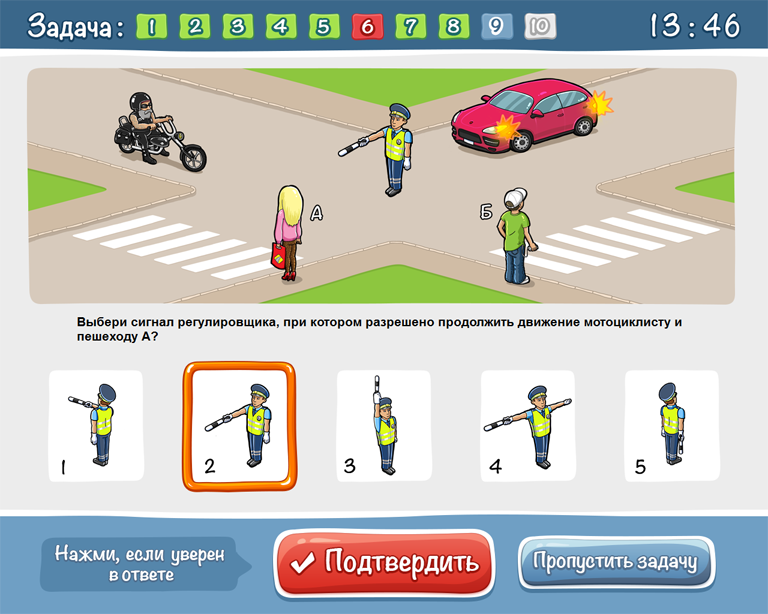 Задача: 1 2 3 4 5 6 7 8 9 10 13:46
А Б
Выбери сигнал регулировщика, при котором разрешено продолжить движение мотоциклисту и
пешеходу А?
1 2 3 4 5
Нажми, если уверен
в ответе
Подтвердить
Пропустить задачу